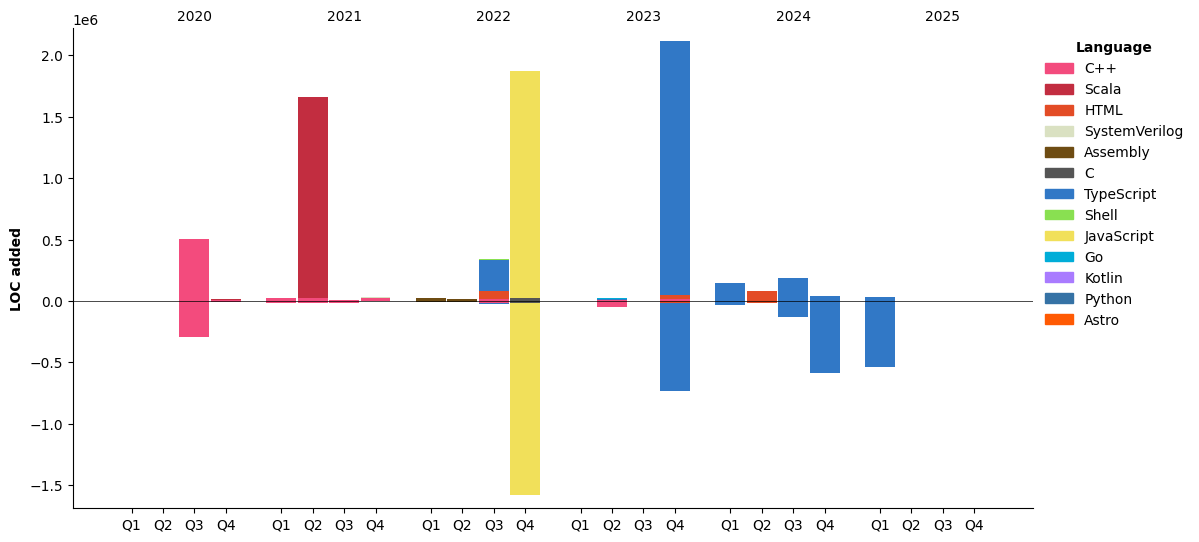 1e6
2020 2021 2022 2023 2024 2025
LOC added
2.0
1.5
1.0
0.5
0.0
−0.5
−1.0
−1.5
Q1 Q2 Q3 Q4 Q1 Q2 Q3 Q4 Q1 Q2 Q3 Q4 Q1 Q2 Q3 Q4 Q1 Q2 Q3 Q4 Q1 Q2 Q3 Q4
Language
C++
Scala
HTML
SystemVerilog
Assembly
C
TypeScript
Shell
JavaScript
Go
Kotlin
Python
Astro